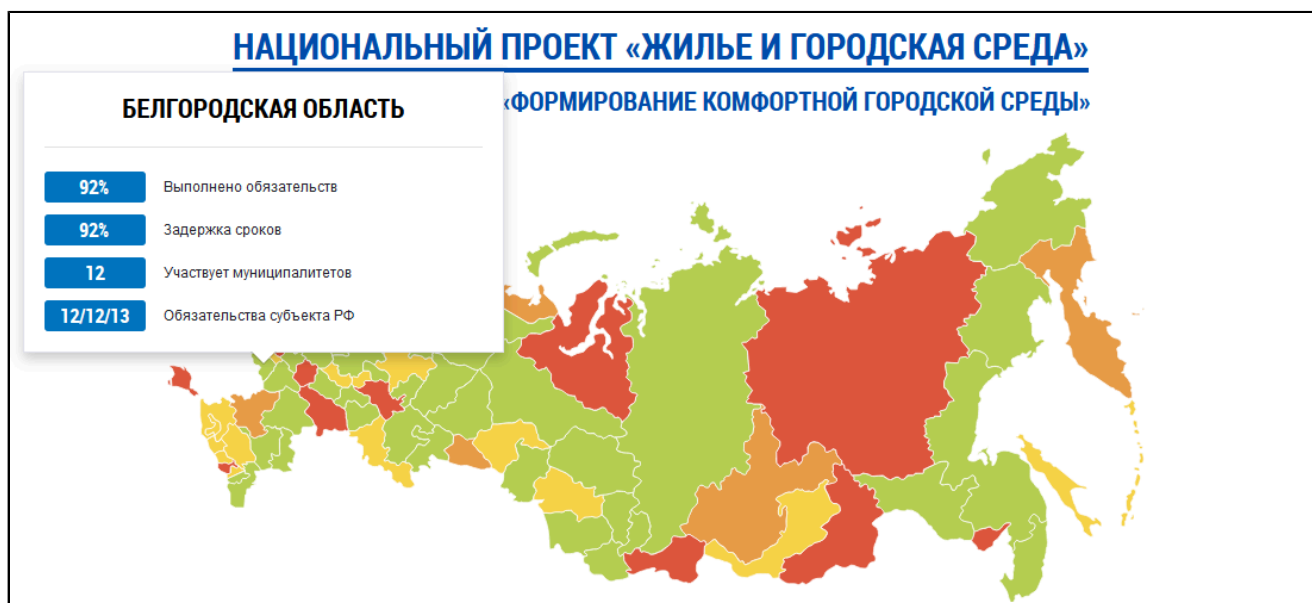 НАЦИОНАЛЬНЫЙ ПРОЕКТ «ЖИЛЬЕ И ГОРОДСКАЯ СРЕДА»
«ФОРМИРОВАНИЕ КОМФОРТНОЙ ГОРОДСКОЙ СРЕДЫ»
БЕЛГОРОДСКАЯ ОБЛАСТЬ
92% Выполнено обязательств
92% Задержка сроков
12 Участвует муниципалитетов
12/12/13 Обязательства субъекта РФ